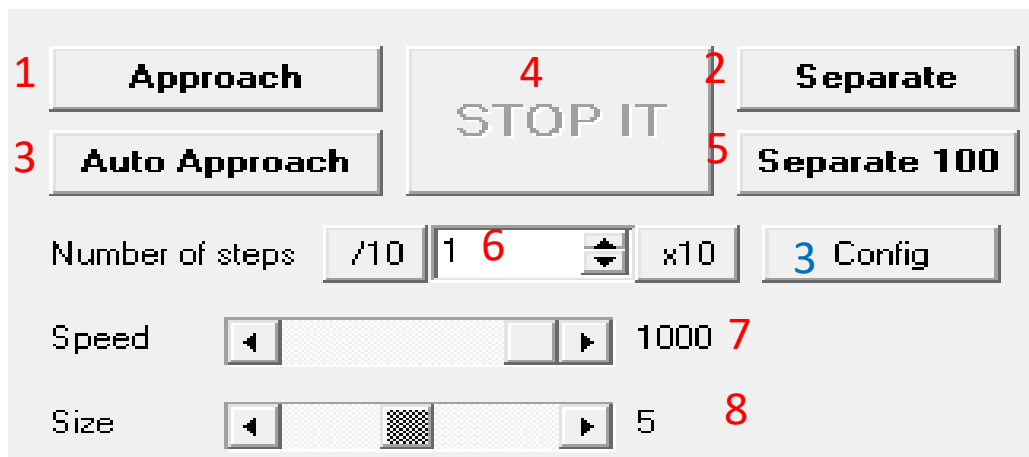 1 Approach 4 STOP IT 2 Separate
3 Auto Approach 5 Separate 100
Number of steps /10 1 6 x10 3 Config
Speed 1000 7
Size 5 8